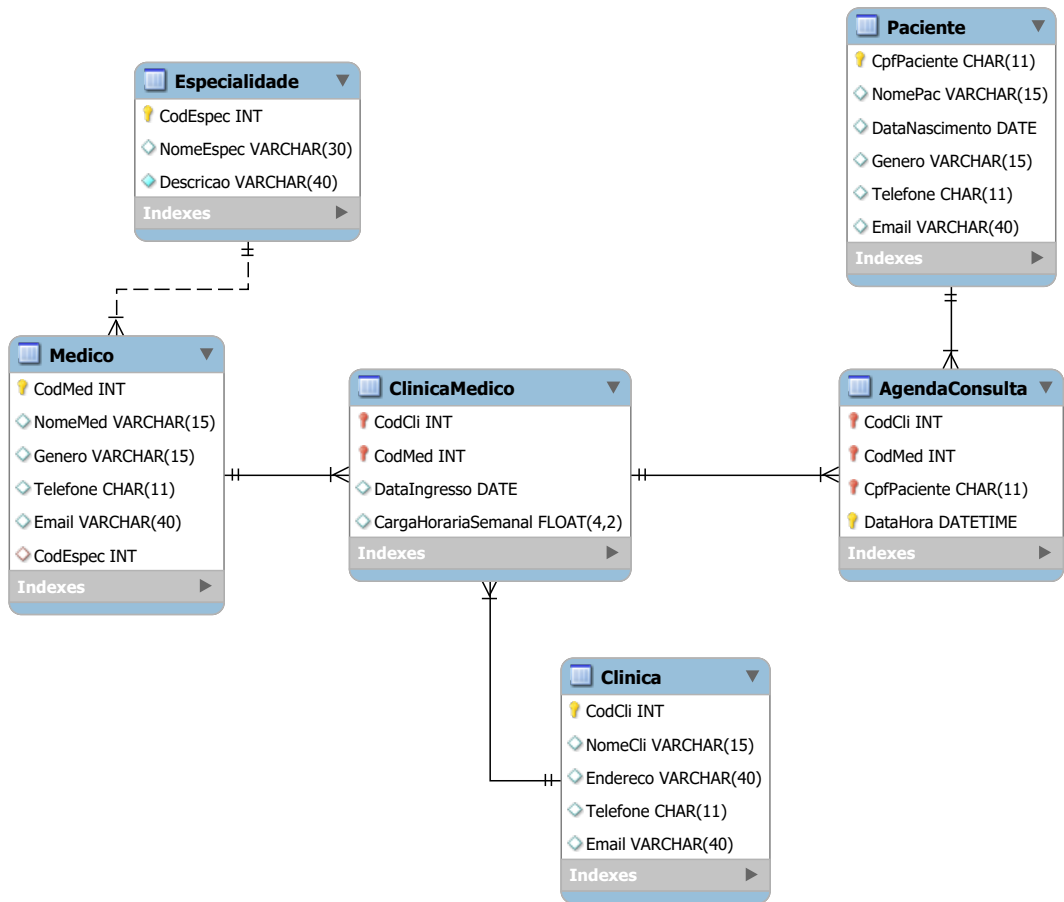 Especialidade
CodEspec INT
NomeEspec VARCHAR(30)
Descricao VARCHAR(40)
Indexes
Paciente
CpfPaciente CHAR(11)
NomePac VARCHAR(15)
DataNascimento DATE
Genero VARCHAR(15)
Telefone CHAR(11)
Email VARCHAR(40)
Indexes
Medico
CodMed INT
NomeMed VARCHAR(15)
Genero VARCHAR(15)
Telefone CHAR(11)
Email VARCHAR(40)
CodEspec INT
Indexes
ClinicaMedico
CodCli INT
CodMed INT
DataIngresso DATE
CargaHorariaSemanal FLOAT(4,2)
Indexes
AgendaConsulta
CodCli INT
CodMed INT
CpfPaciente CHAR(11)
DataHora DATETIME
Indexes
Clinica
CodCli INT
NomeCli VARCHAR(15)
Endereco VARCHAR(40)
Telefone CHAR(11)
Email VARCHAR(40)
Indexes